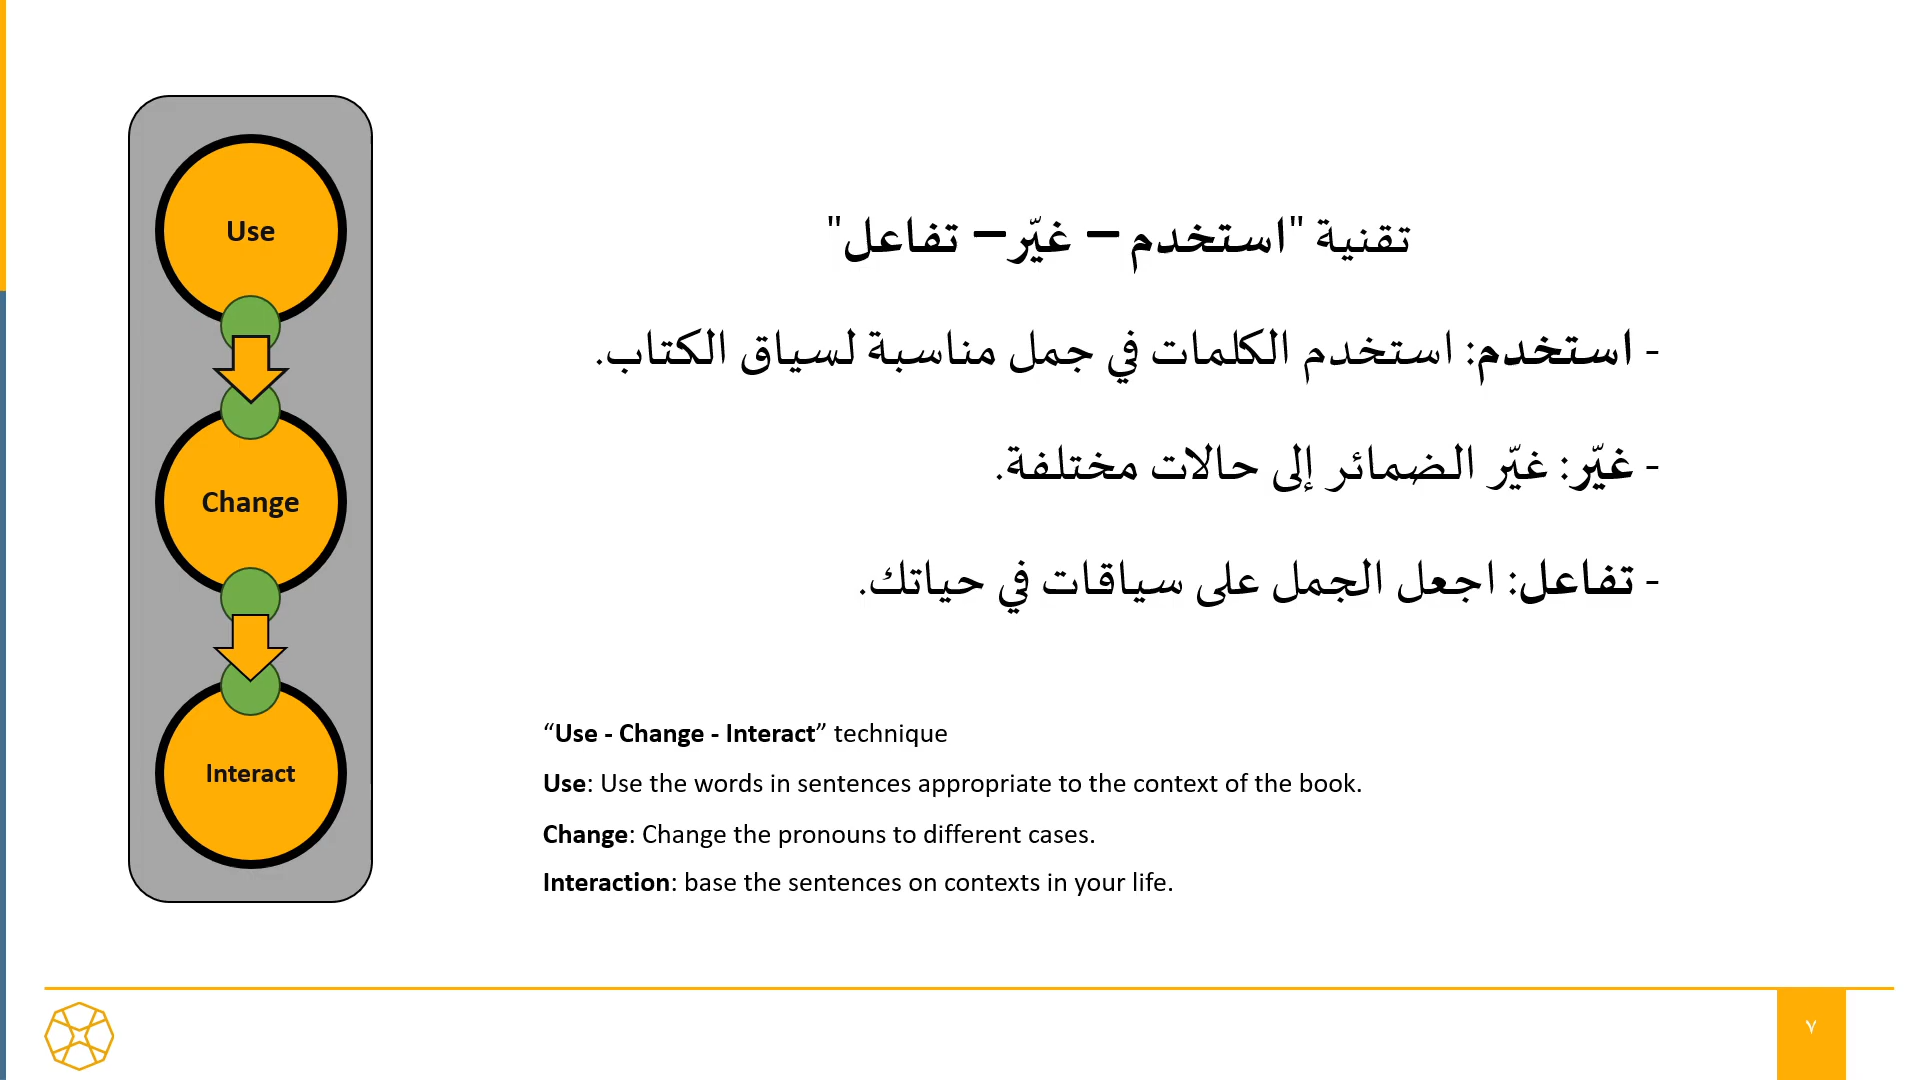 Use
Change
Interact
تقنية "استخدم – غيّر – تفاعل"
- استخدم: استخدم الكلمات في جمل مناسبة لسياق الكتاب.
- غيّر: غيّر الضمائر إلى حالات مختلفة.
- تفاعل: اجعل الجمل على سياقات في حياتك.
“Use - Change - Interact” technique
Use: Use the words in sentences appropriate to the context of the book.
Change: Change the pronouns to different cases.
Interaction: base the sentences on contexts in your life.
٧